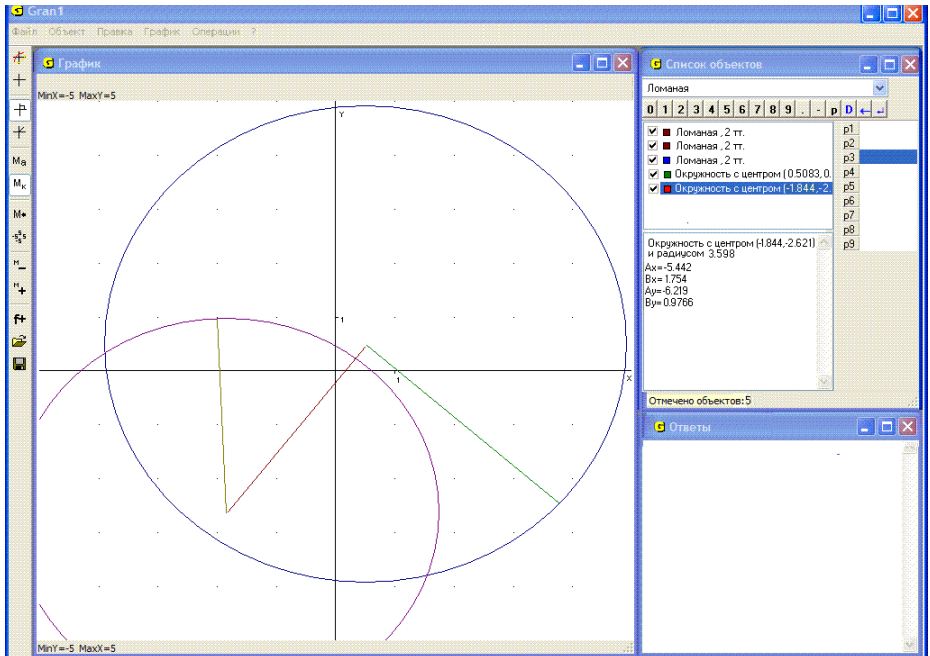 Gran1
Файл Объект Правка График Операции ?
График
MinX=-5 MaxY=5
Y
1
1
X
MinY=-5 MaxX=5
Ма
Мк
М
М
М
f+
Список объектов
Ломаная
0 1 2 3 4 5 6 7 8 9 . - p D ← ↵
Ломаная , 2 тт.
Ломаная , 2 тт.
Ломаная , 2 тт.
Окружность с центром (0.5083,0.
Окружность с центром (-1.844,-2.
p1
p2
p3
p4
p5
p6
p7
p8
p9
Окружность с центром (-1.844,-2.621)
и радиусом 3.598
Ax=-5.442
Bx=1.754
Ay=-6.219
By=0.9766
Отмечено объектов:5
Ответы